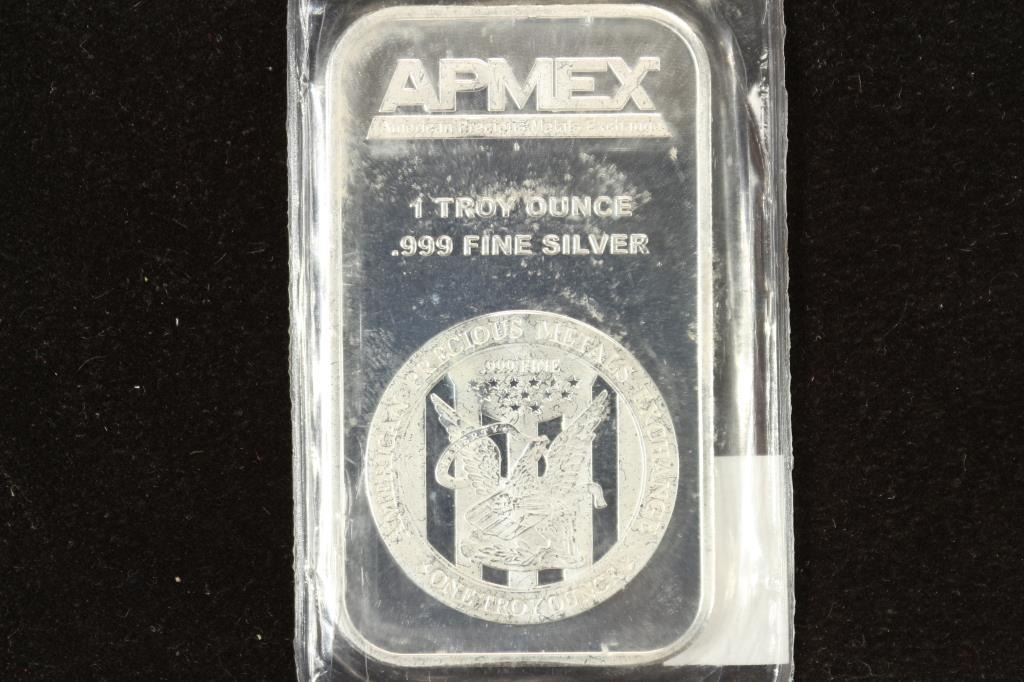 APMEX
American Precious Metals Exchange
1 TROY OUNCE
.999 FINE SILVER
AMERICAN PRECIOUS METALS EXCHANGE
.999 FINE
LIBERTY
ONE TROY OUNCE